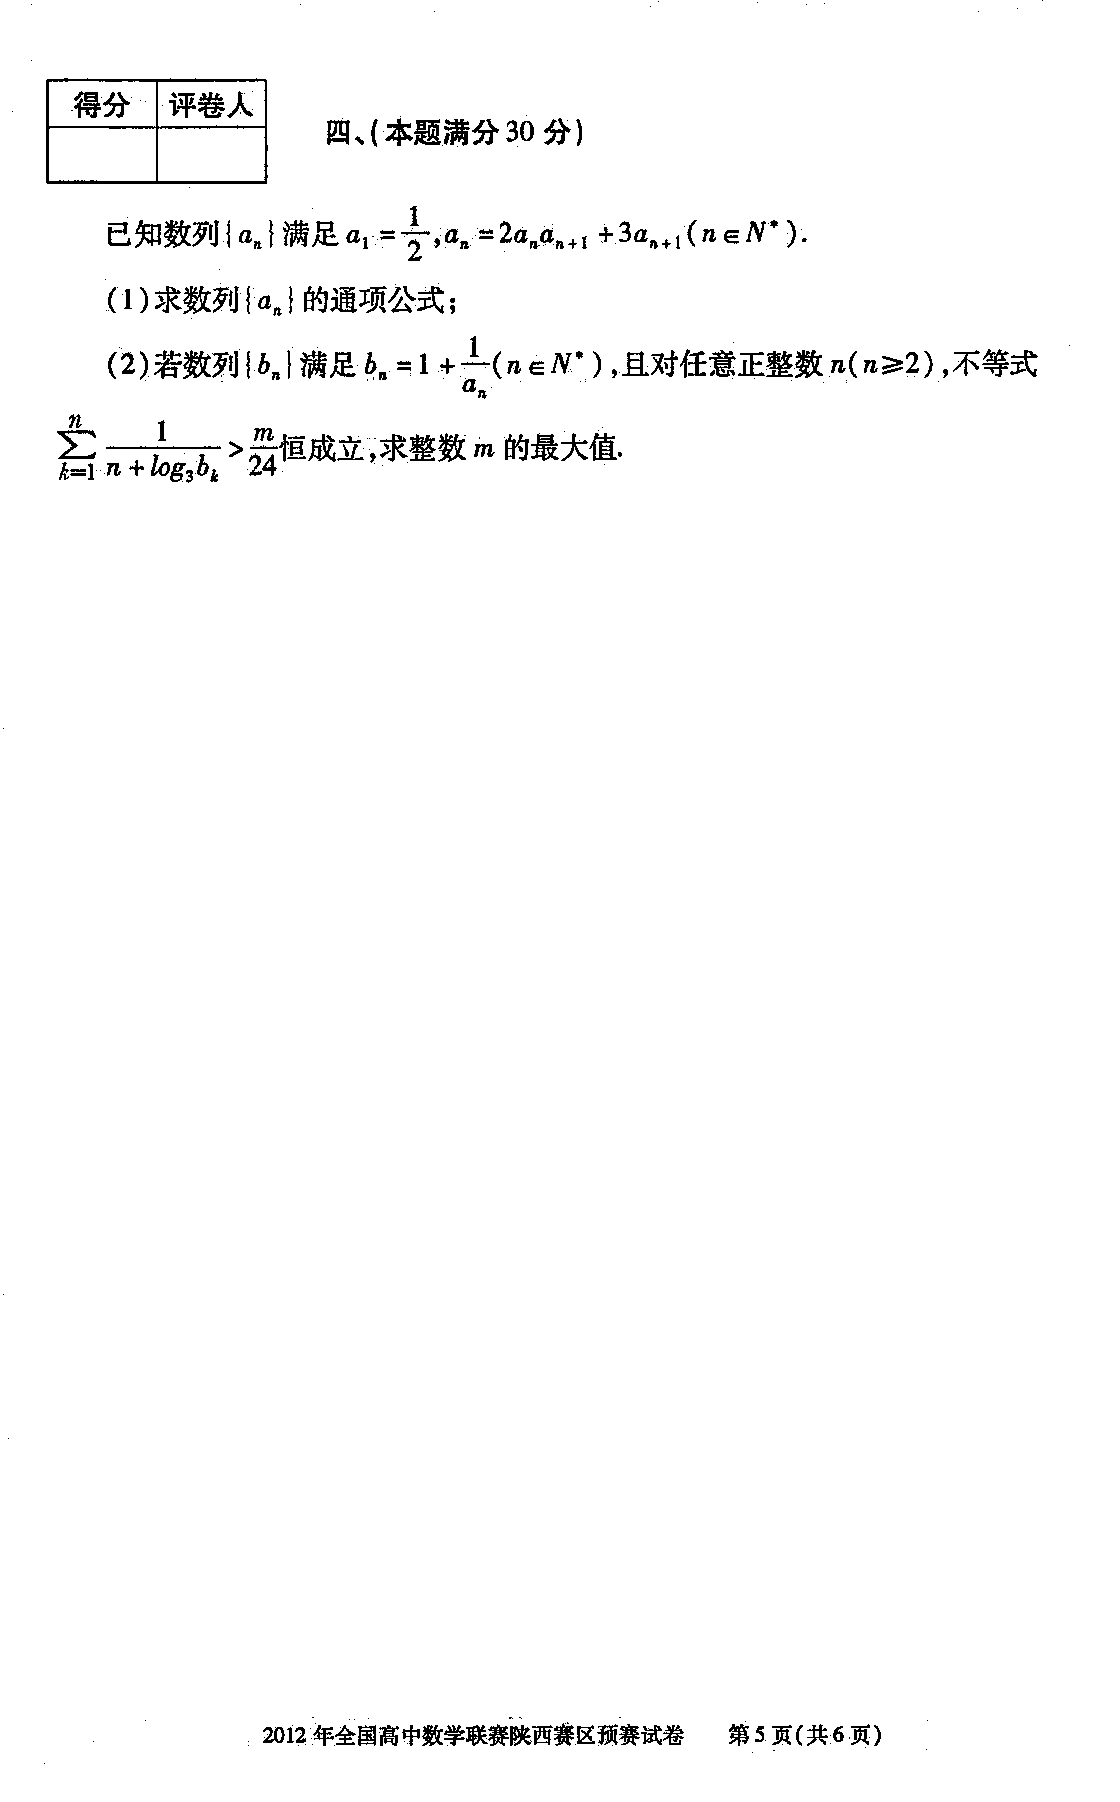 得分 评卷人
四、(本题满分30分)
已知数列{aₙ}满足a₁=1/2,aₙ=2aₙaₙ₊₁+3aₙ₊₁(n∈N*).
(1)求数列{aₙ}的通项公式;
(2)若数列{bₙ}满足bₙ=1+1/aₙ(n∈N*),且对任意正整数n(n≥2),不等式
∑ₖ₌₁ⁿ 1/(n+log₃bₖ)>m/24恒成立,求整数m的最大值.
2012年全国高中数学联赛陕西赛区预赛试卷 第5页(共6页)